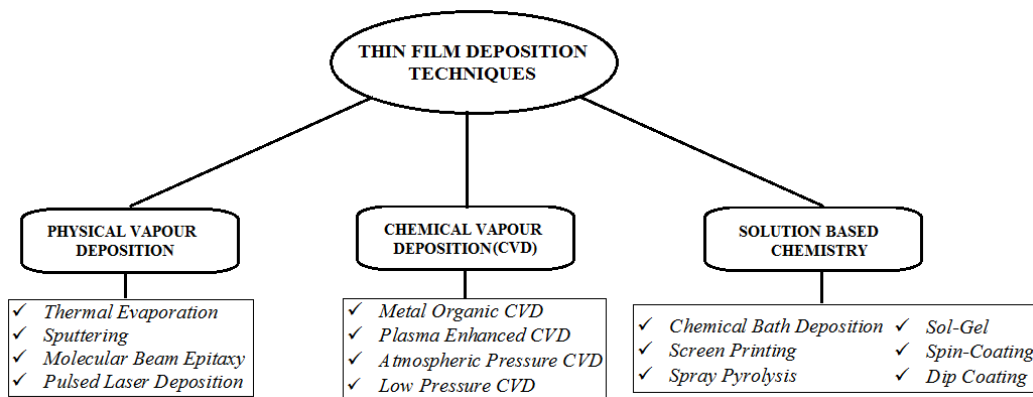 THIN FILM DEPOSITION
TECHNIQUES
PHYSICAL VAPOUR
DEPOSITION
✓ Thermal Evaporation
✓ Sputtering
✓ Molecular Beam Epitaxy
✓ Pulsed Laser Deposition
CHEMICAL VAPOUR
DEPOSITION(CVD)
✓ Metal Organic CVD
✓ Plasma Enhanced CVD
✓ Atmospheric Pressure CVD
✓ Low Pressure CVD
SOLUTION BASED
CHEMISTRY
✓ Chemical Bath Deposition
✓ Screen Printing
✓ Spray Pyrolysis
✓ Sol-Gel
✓ Spin-Coating
✓ Dip Coating